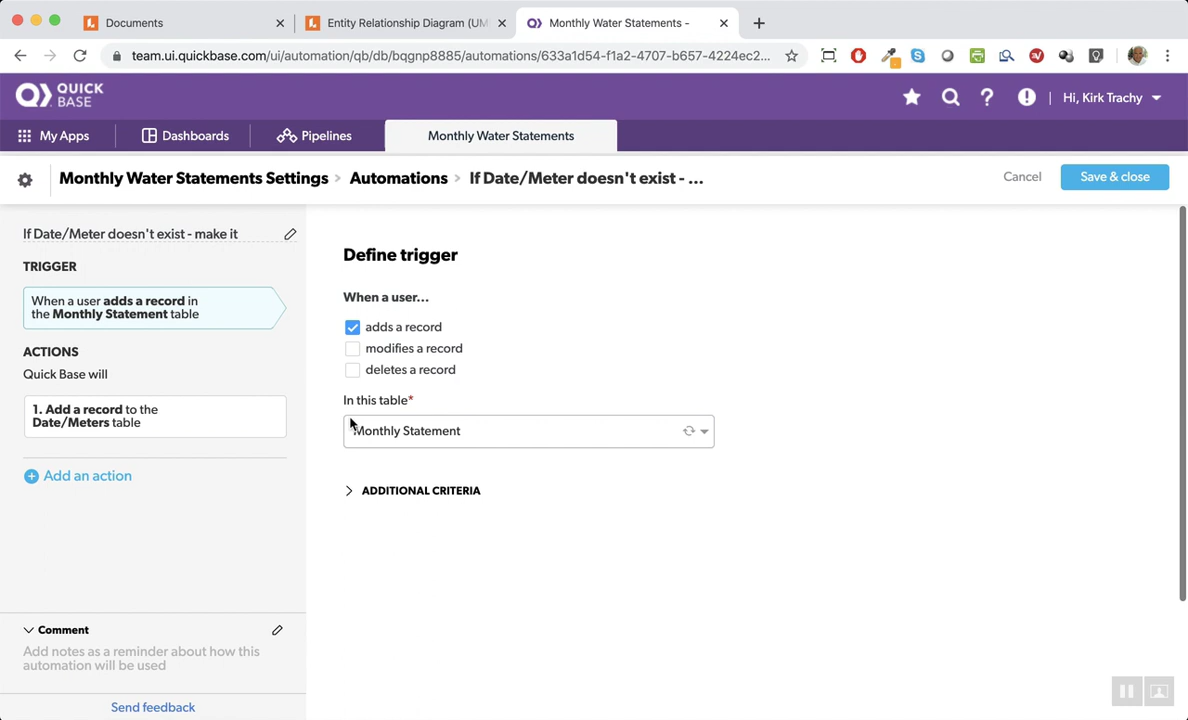 Documents
Entity Relationship Diagram (UM
Monthly Water Statements -
team.ui.quickbase.com/ui/automation/qb/db/bqgnp8885/automations/633a1d54-f1a2-4707-b657-4224ec2...
QUICK
BASE
Hi, Kirk Trachy
My Apps
Dashboards
Pipelines
Monthly Water Statements
Monthly Water Statements Settings > Automations > If Date/Meter doesn't exist - ...
Cancel
Save & close
If Date/Meter doesn't exist - make it
TRIGGER
When a user adds a record in
the Monthly Statement table
ACTIONS
Quick Base will
1. Add a record to the
Date/Meters table
Add an action
Comment
Add notes as a reminder about how this
automation will be used
Send feedback
Define trigger
When a user...
adds a record
modifies a record
deletes a record
In this table*
Monthly Statement
ADDITIONAL CRITERIA